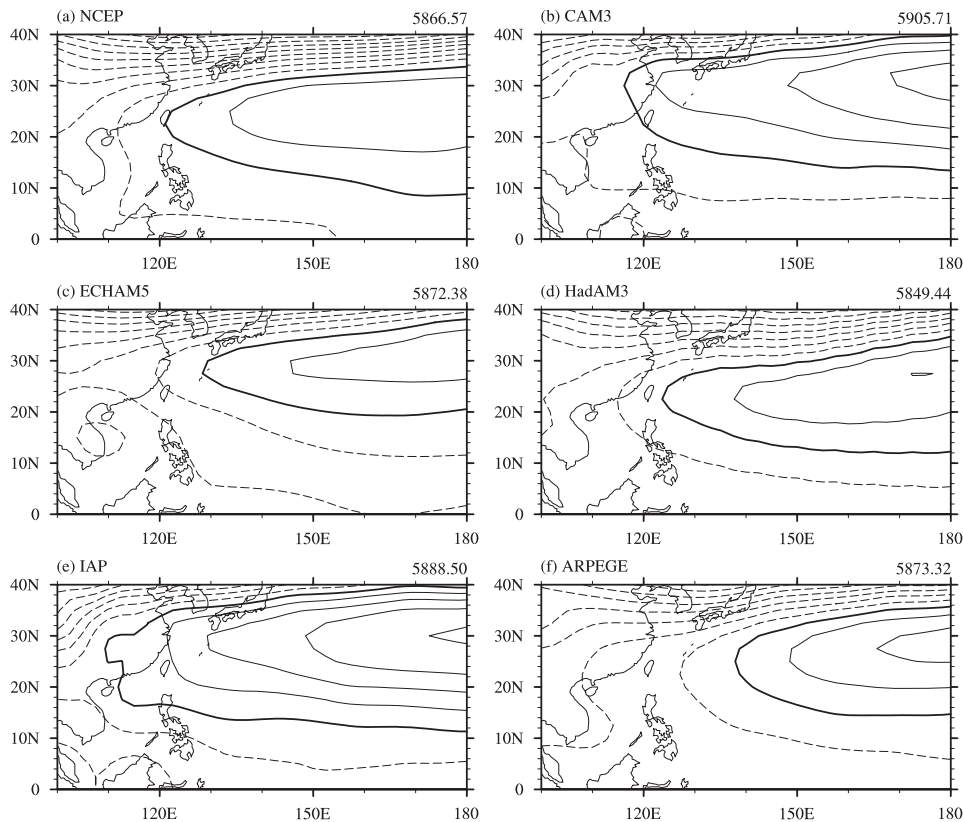 (a) NCEP 5866.57
(b) CAM3 5905.71
40N
30N
20N
10N
0
120E 150E 180
40N
30N
20N
10N
0
120E 150E 180
(c) ECHAM5 5872.38
(d) HadAM3 5849.44
40N
30N
20N
10N
0
120E 150E 180
40N
30N
20N
10N
0
120E 150E 180
(e) IAP 5888.50
(f) ARPEGE 5873.32
40N
30N
20N
10N
0
120E 150E 180
40N
30N
20N
10N
0
120E 150E 180